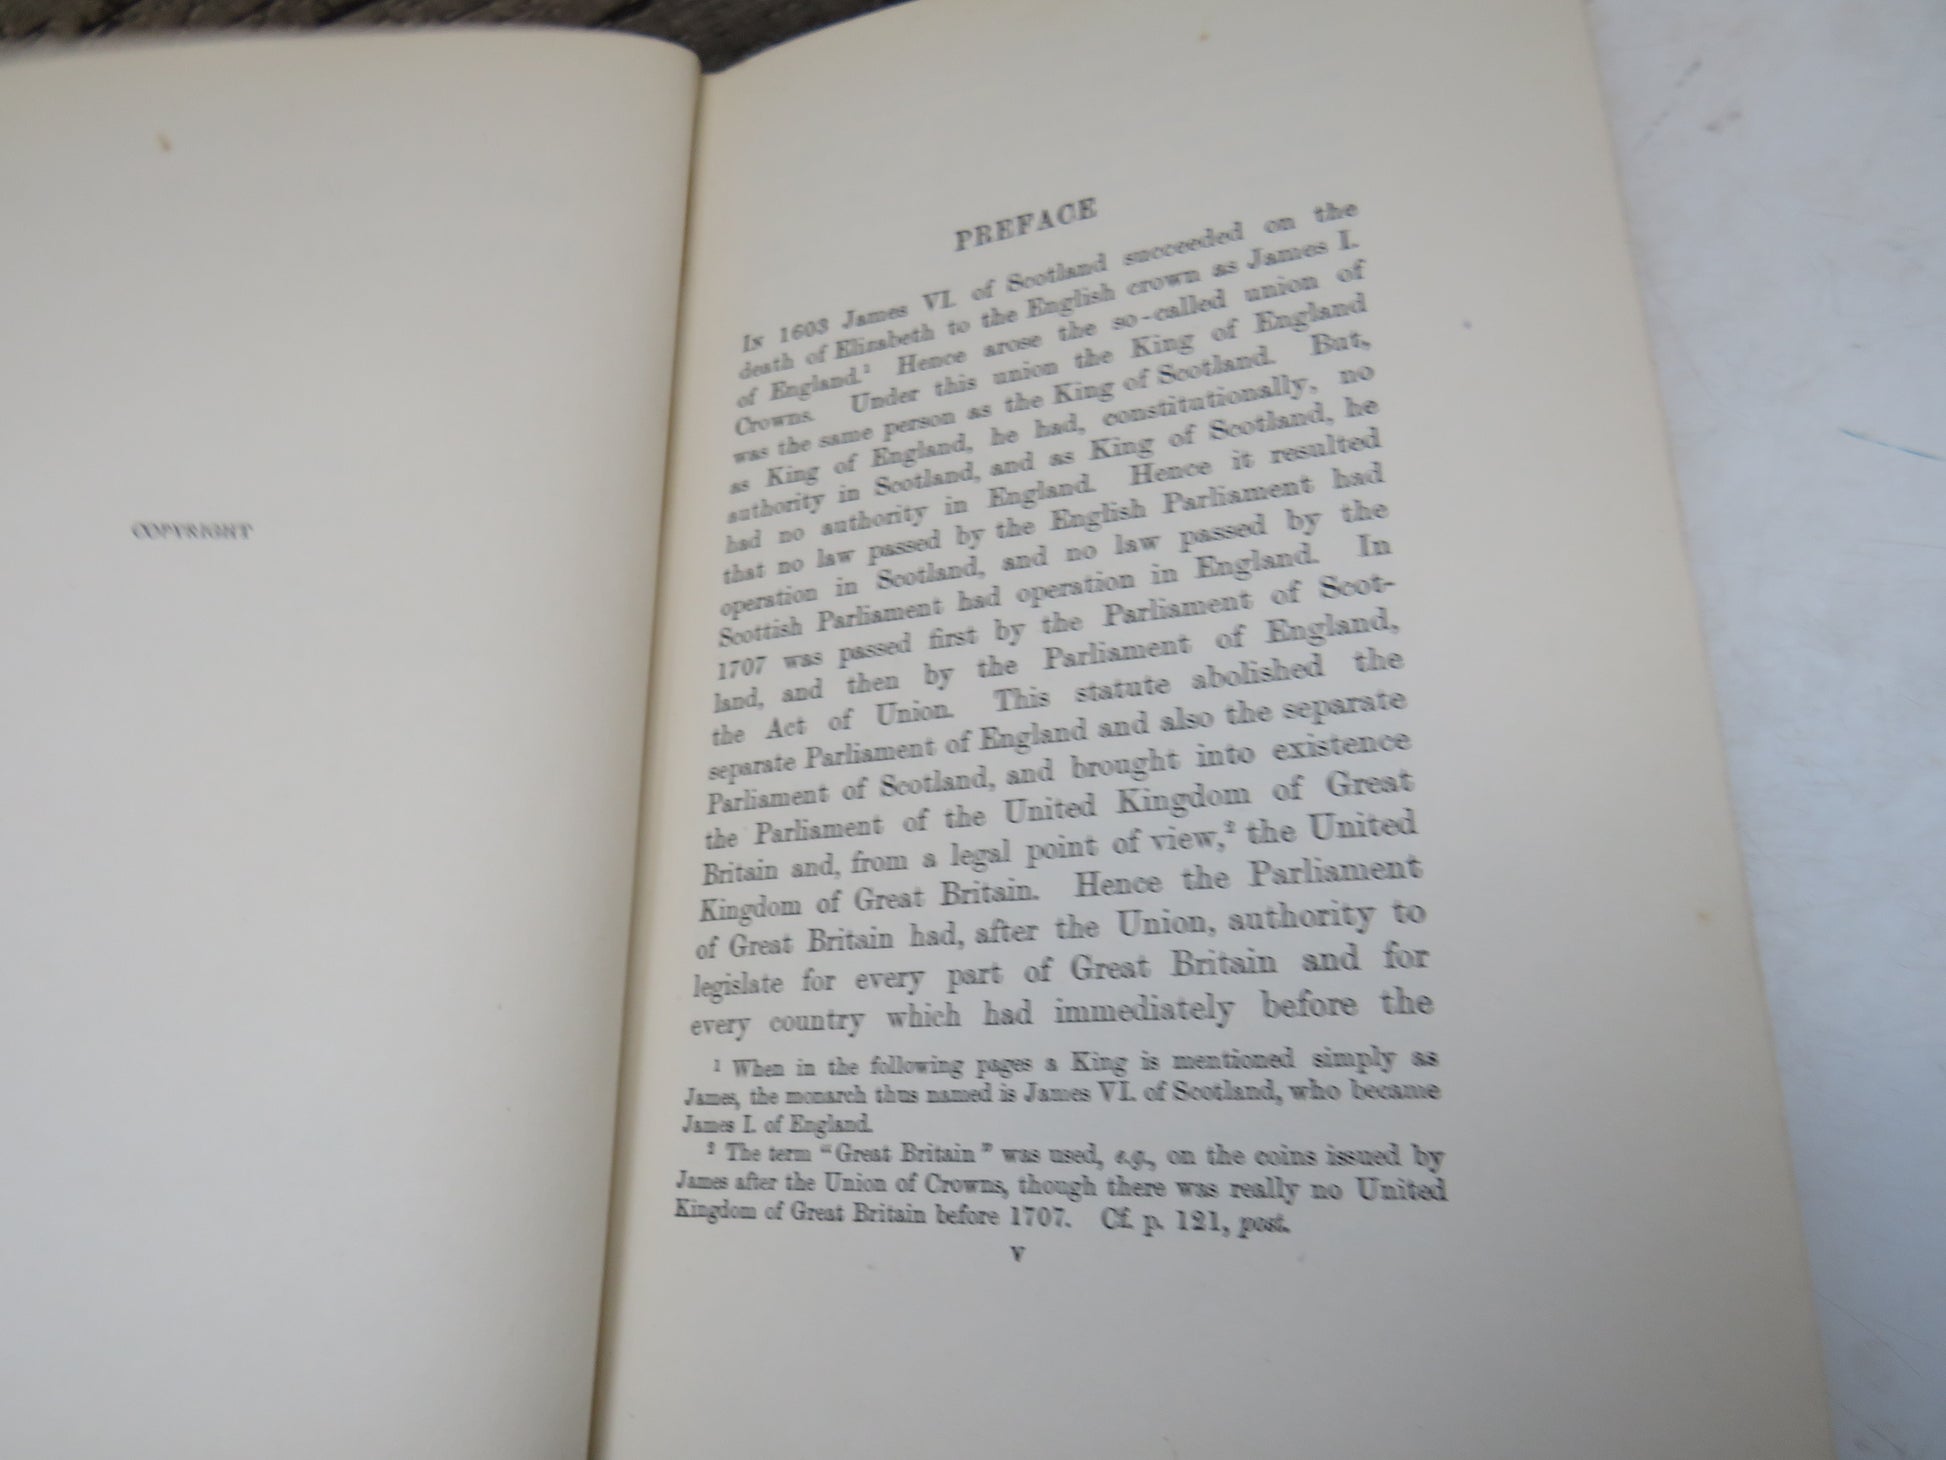 COPYRIGHT
PREFACE
In 1603 James VI. of Scotland succeeded on the
death of Elizabeth to the English crown as James I.
of England.¹ Hence arose the so-called union of
Crowns. Under this union the King of England
was the same person as the King of Scotland. But,
as King of England, he had, constitutionally, no
authority in Scotland, and as King of Scotland, he
had no authority in England. Hence it resulted
that no law passed by the English Parliament had
operation in Scotland, and no law passed by the
Scottish Parliament had operation in England. In
1707 was passed first by the Parliament of Scot-
land, and then by the Parliament of England,
the Act of Union. This statute abolished the
separate Parliament of England and also the separate
Parliament of Scotland, and brought into existence
the Parliament of the United Kingdom of Great
Britain and, from a legal point of view,² the United
Kingdom of Great Britain. Hence the Parliament
of Great Britain had, after the Union, authority to
legislate for every part of Great Britain and for
every country which had immediately before the
¹ When in the following pages a King is mentioned simply as
James, the monarch thus named is James VI. of Scotland, who became
James I. of England.
² The term "Great Britain" was used, e.g., on the coins issued by
James after the Union of Crowns, though there was really no United
Kingdom of Great Britain before 1707. Cf. p. 121, post.
v